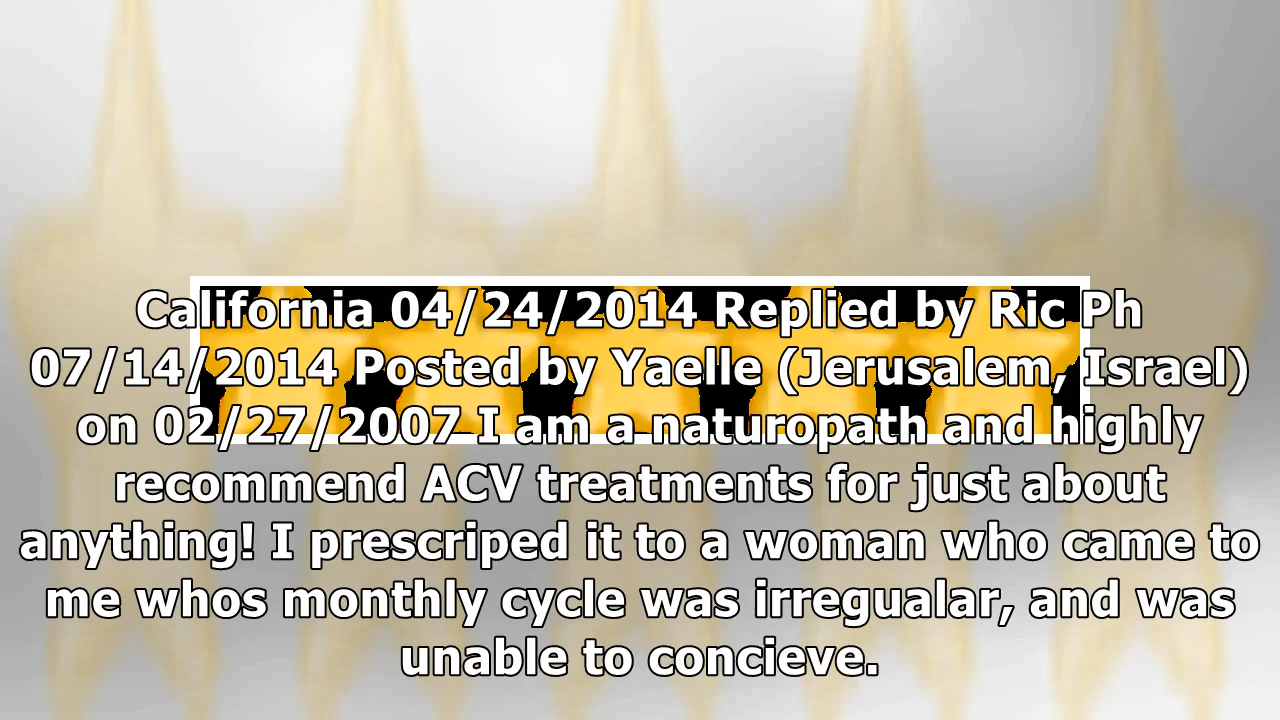 California 04/24/2014 Replied by Ric Ph
07/14/2014 Posted by Yaelle (Jerusalem, Israel)
on 02/27/2007 I am a naturopath and highly
recommend ACV treatments for just about
anything! I prescriped it to a woman who came to
me whos monthly cycle was irregualar, and was
unable to concieve.